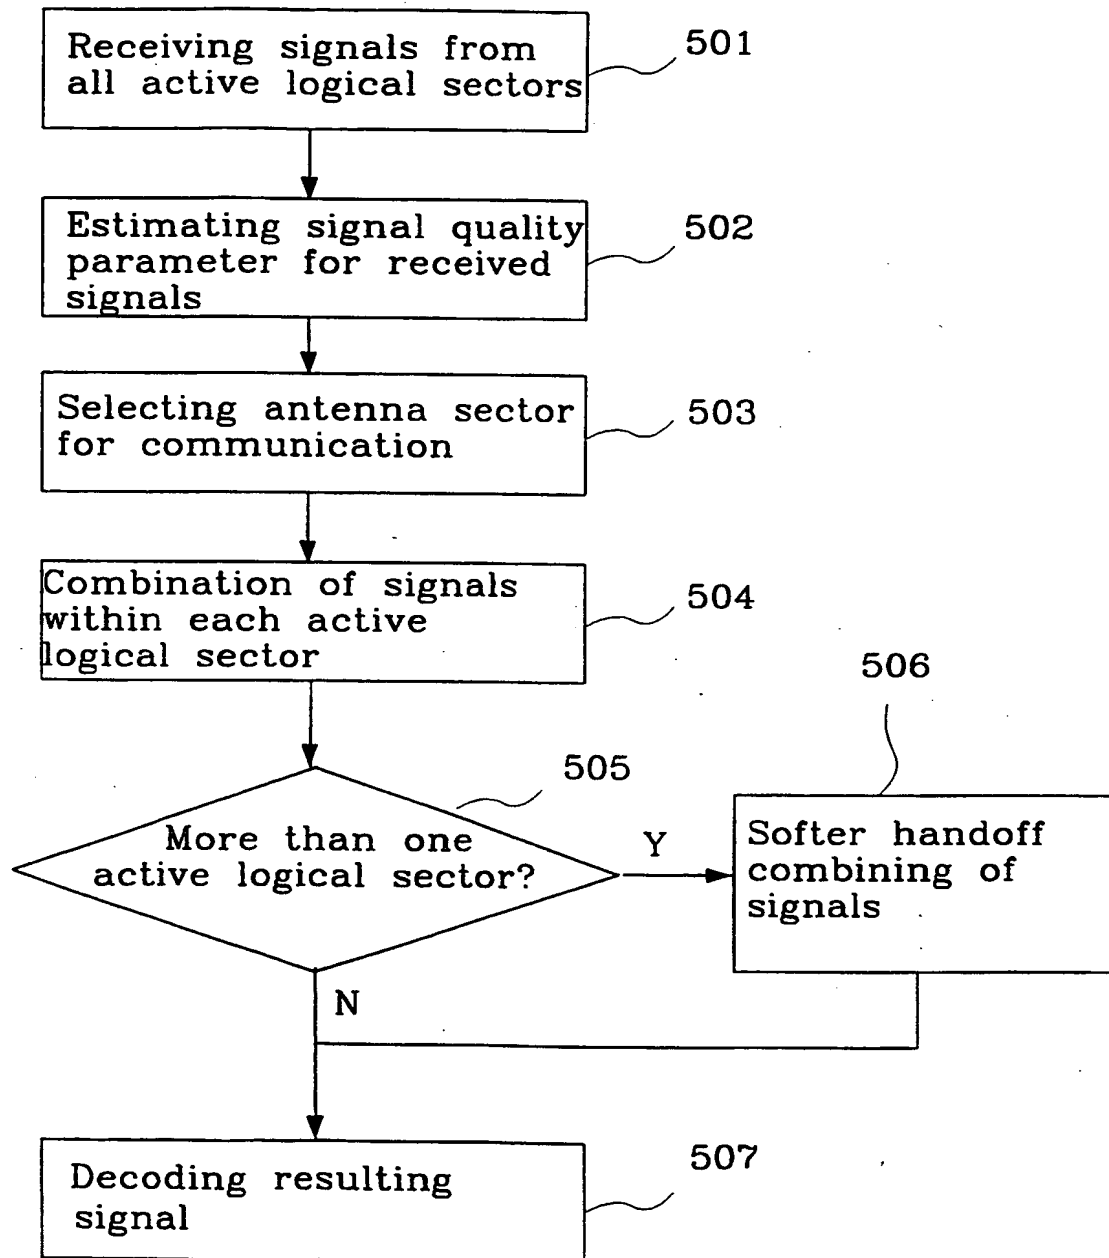 Receiving signals from
all active logical sectors
501
Estimating signal quality
parameter for received
signals
502
Selecting antenna sector
for communication
503
Combination of signals
within each active
logical sector
504
505
More than one
active logical sector?
Y
506
Softer handoff
combining of
signals
N
Decoding resulting
signal
507